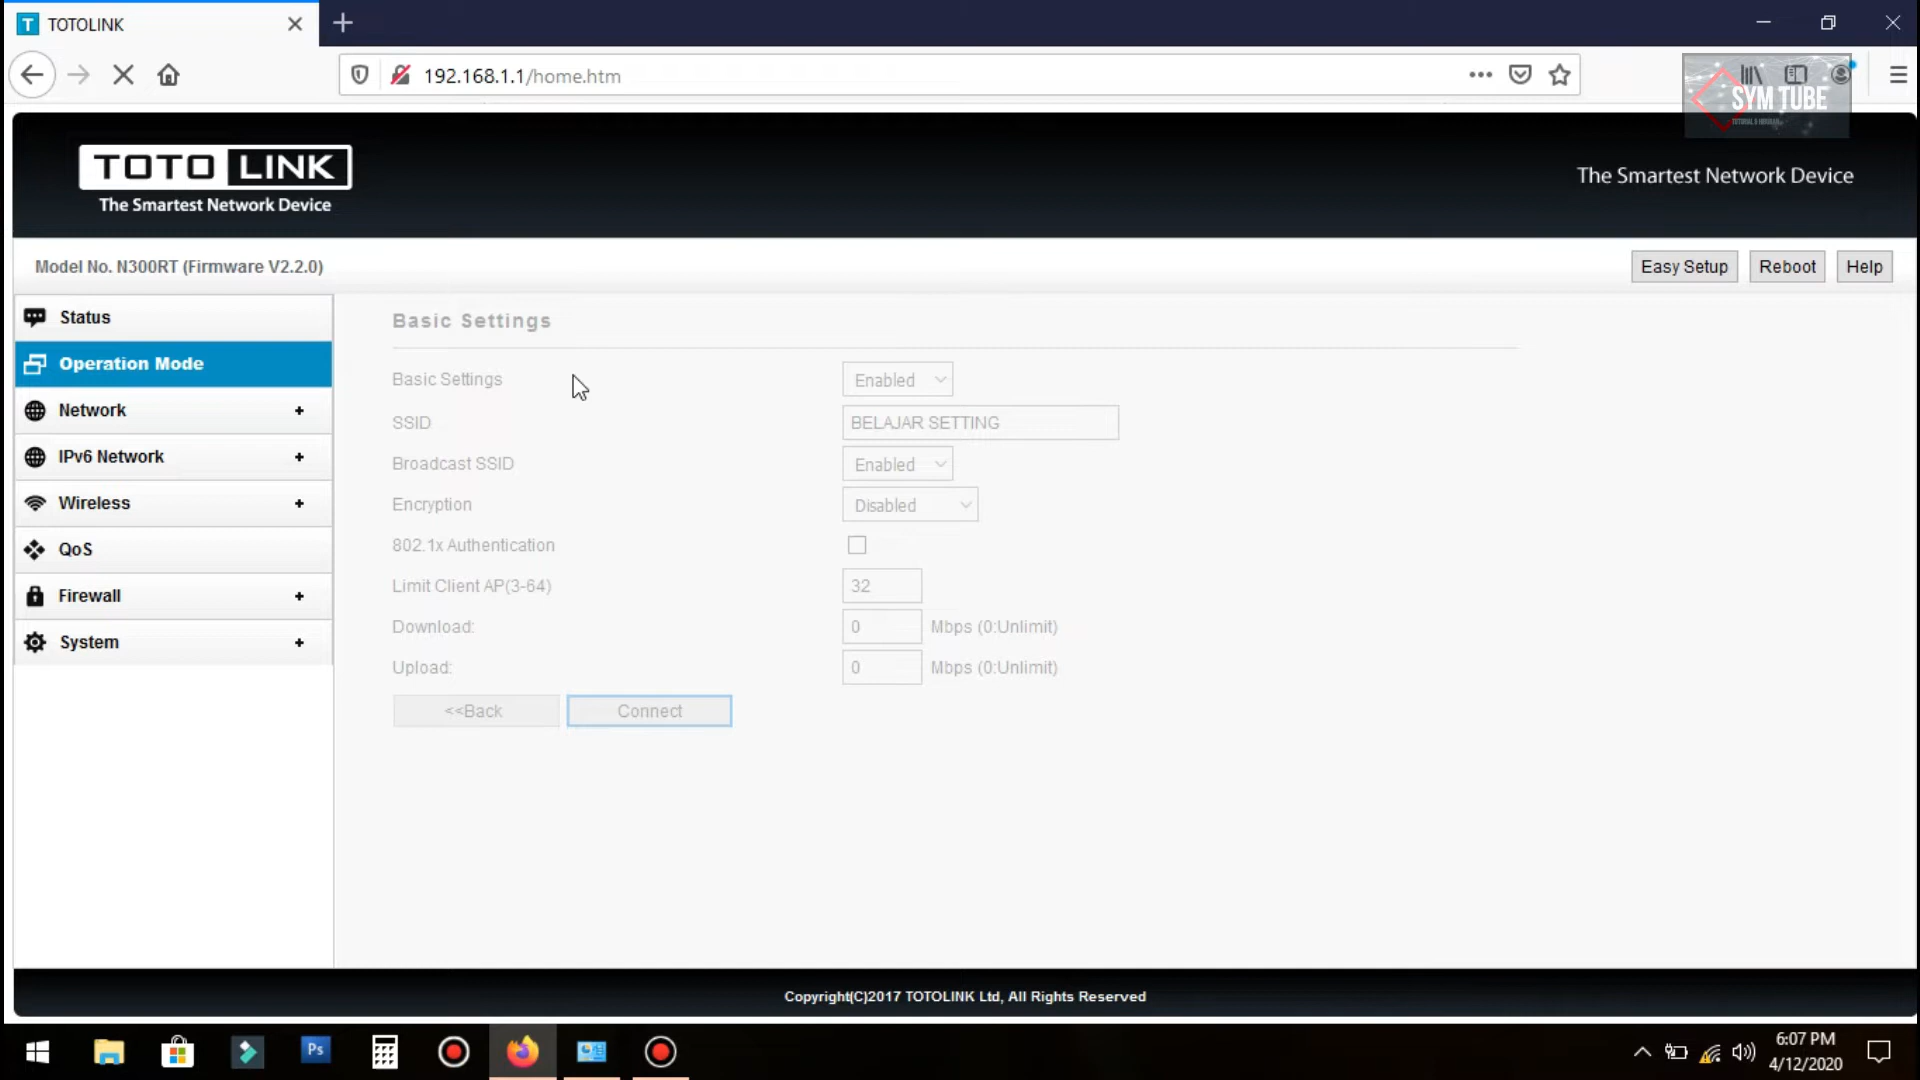 TOTOLINK
192.168.1.1/home.htm
SYM TUBE
TOTO LINK
The Smartest Network Device
The Smartest Network Device
Model No. N300RT (Firmware V2.2.0)
Easy Setup
Reboot
Help
Status
Operation Mode
Network +
IPv6 Network +
Wireless +
QoS
Firewall +
System +
Basic Settings
Basic Settings Enabled
SSID BELAJAR SETTING
Broadcast SSID Enabled
Encryption Disabled
802.1x Authentication
Limit Client AP(3-64) 32
Download: 0 Mbps (0:Unlimit)
Upload: 0 Mbps (0:Unlimit)
<<Back Connect
Copyright(C)2017 TOTOLINK Ltd, All Rights Reserved
Ps
6:07 PM
4/12/2020